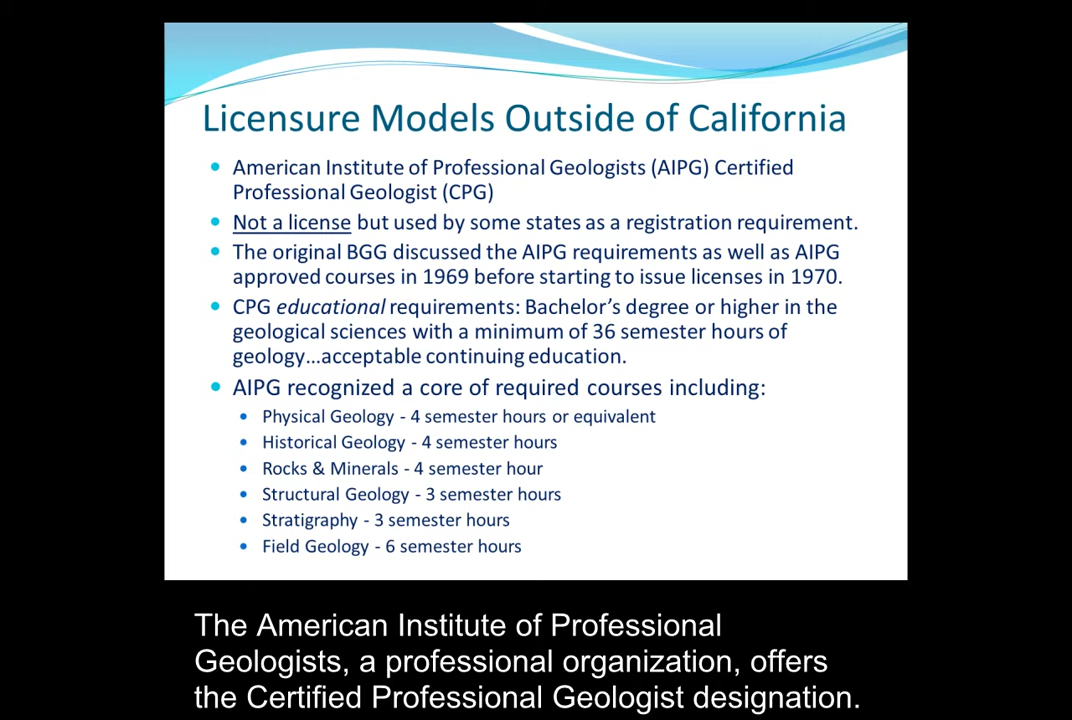 Licensure Models Outside of California
• American Institute of Professional Geologists (AIPG) Certified
Professional Geologist (CPG)
• Not a license but used by some states as a registration requirement.
• The original BGG discussed the AIPG requirements as well as AIPG
approved courses in 1969 before starting to issue licenses in 1970.
• CPG educational requirements: Bachelor’s degree or higher in the
geological sciences with a minimum of 36 semester hours of
geology…acceptable continuing education.
• AIPG recognized a core of required courses including:
• Physical Geology - 4 semester hours or equivalent
• Historical Geology - 4 semester hours
• Rocks & Minerals - 4 semester hour
• Structural Geology - 3 semester hours
• Stratigraphy - 3 semester hours
• Field Geology - 6 semester hours
The American Institute of Professional
Geologists, a professional organization, offers
the Certified Professional Geologist designation.